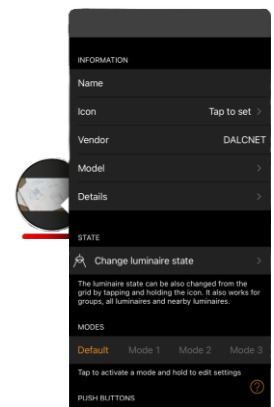 INFORMATION
Name
Icon Tap to set >
Vendor DALCNET
Model >
Details >
STATE
Change luminaire state >
The luminaire state can be also changed from the
grid by tapping and holding the icon. It also works for
groups, all luminaires and nearby luminaires.
MODES
Default Mode 1 Mode 2 Mode 3
Tap to activate a mode and hold to edit settings
?
PUSH BUTTONS